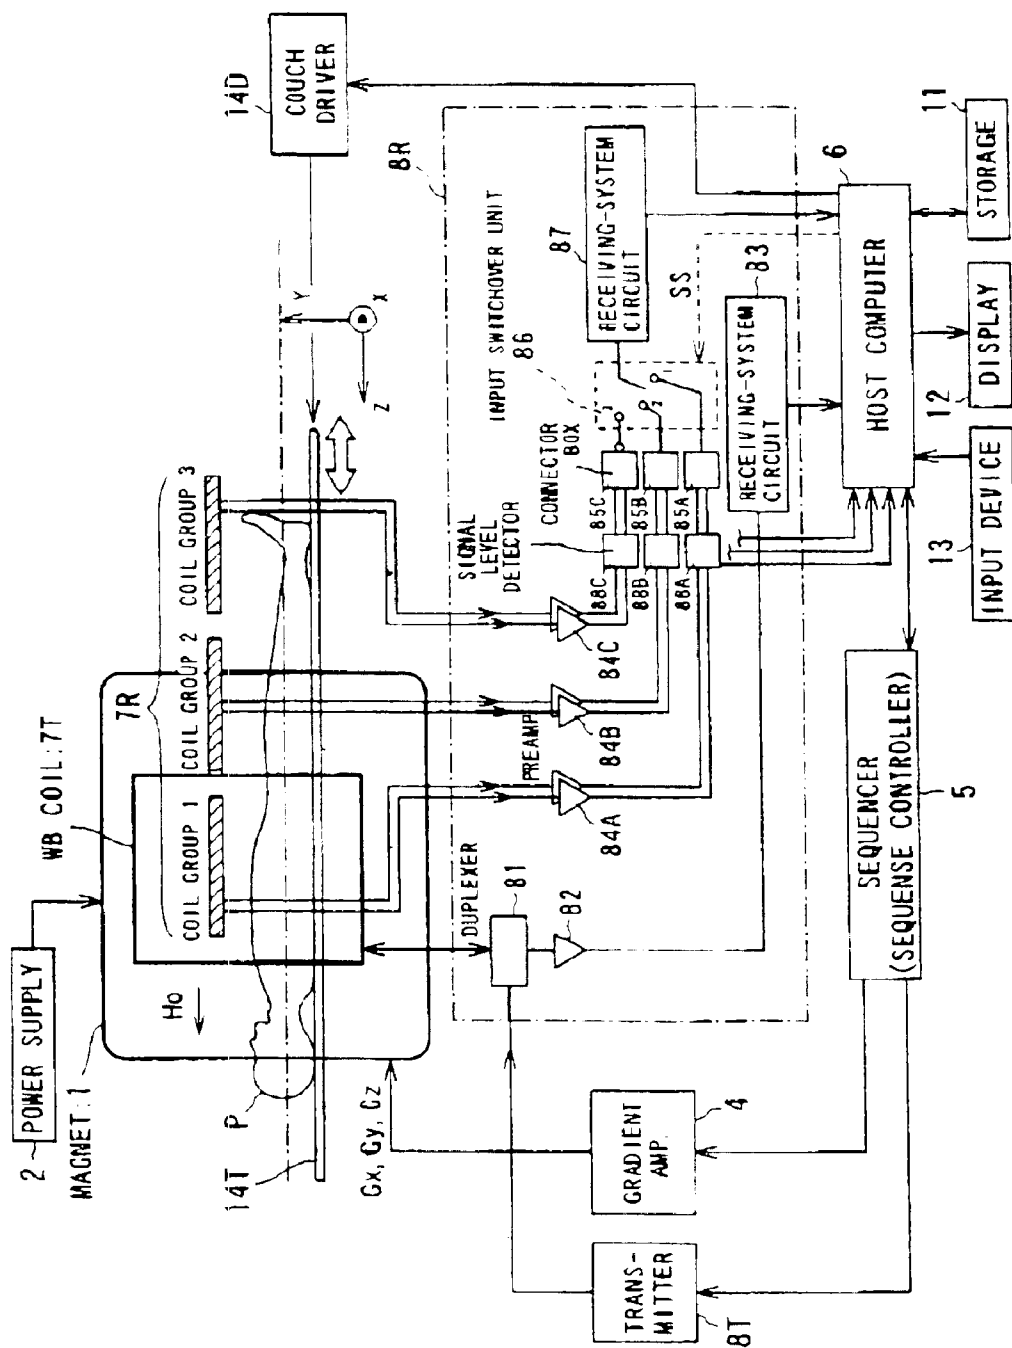 2
POWER SUPPLY
MAGNET:1
WB COIL:7T
7R
COIL GROUP 1
COIL GROUP 2
COIL GROUP 3
Ho
P
14T
14D
COUCH
DRIVER
Y
X
Z
Gx, Gy, Gz
8R
DUPLEXER
81
82
PREAMP
84A
84B
84C
SIGNAL
LEVEL
DETECTOR
88C
88B
88A
CONNECTOR
BOX
85C
85B
85A
INPUT SWITCHOVER UNIT
86
87
RECEIVING-SYSTEM
CIRCUIT
SS
83
RECEIVING-SYSTEM
CIRCUIT
GRADIENT
AMP.
4
TRANS-
MITTER
8T
SEQUENCER
(SEQUENSE CONTROLLER)
5
6
HOST COMPUTER
11
STORAGE
12
DISPLAY
13
INPUT DEVICE